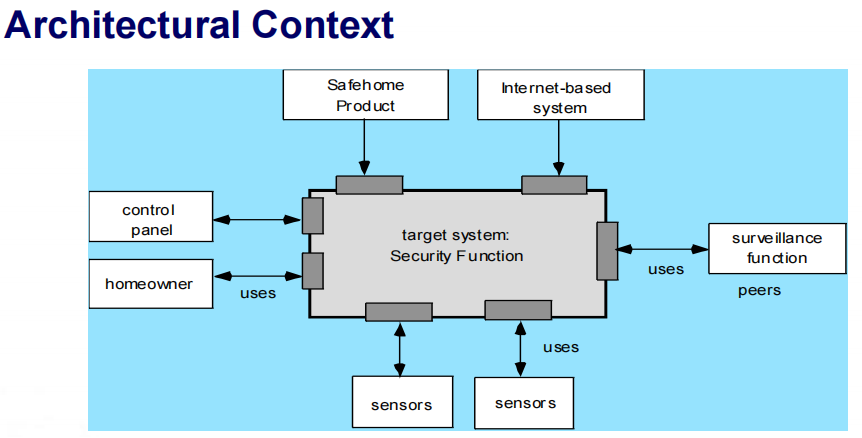 Architectural Context
Safehome
Product
Internet-based
system
control
panel
target system:
Security Function
surveillance
function
homeowner
uses
uses
peers
uses
sensors
sensors